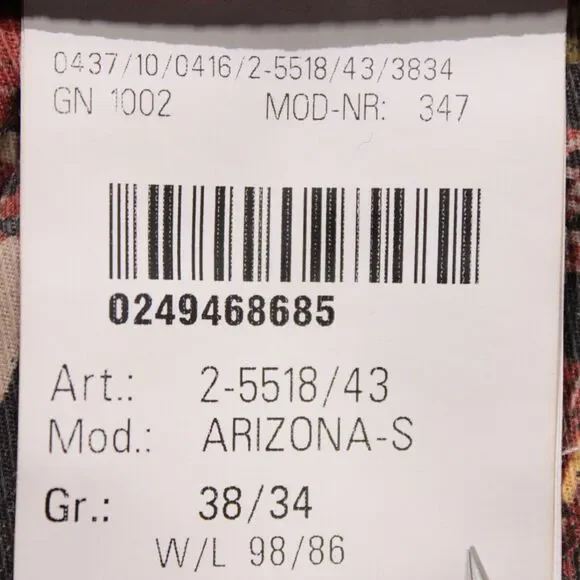 0437/10/0416/2-5518/43/3834
GN 1002 MOD-NR: 347
0249468685
Art.: 2-5518/43
Mod.: ARIZONA-S
Gr.: 38/34
W/L 98/86